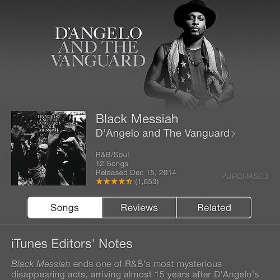 D'ANGELO
AND THE
VANGUARD
Black Messiah
D'Angelo and The Vanguard >
R&B/Soul
12 Songs
Released Dec 15, 2014
★★★★★ (1,653)
PURCHASED
Songs
Reviews
Related
iTunes Editors' Notes
Black Messiah ends one of R&B's most mysterious
disappearing acts, arriving almost 15 years after D'Angelo's